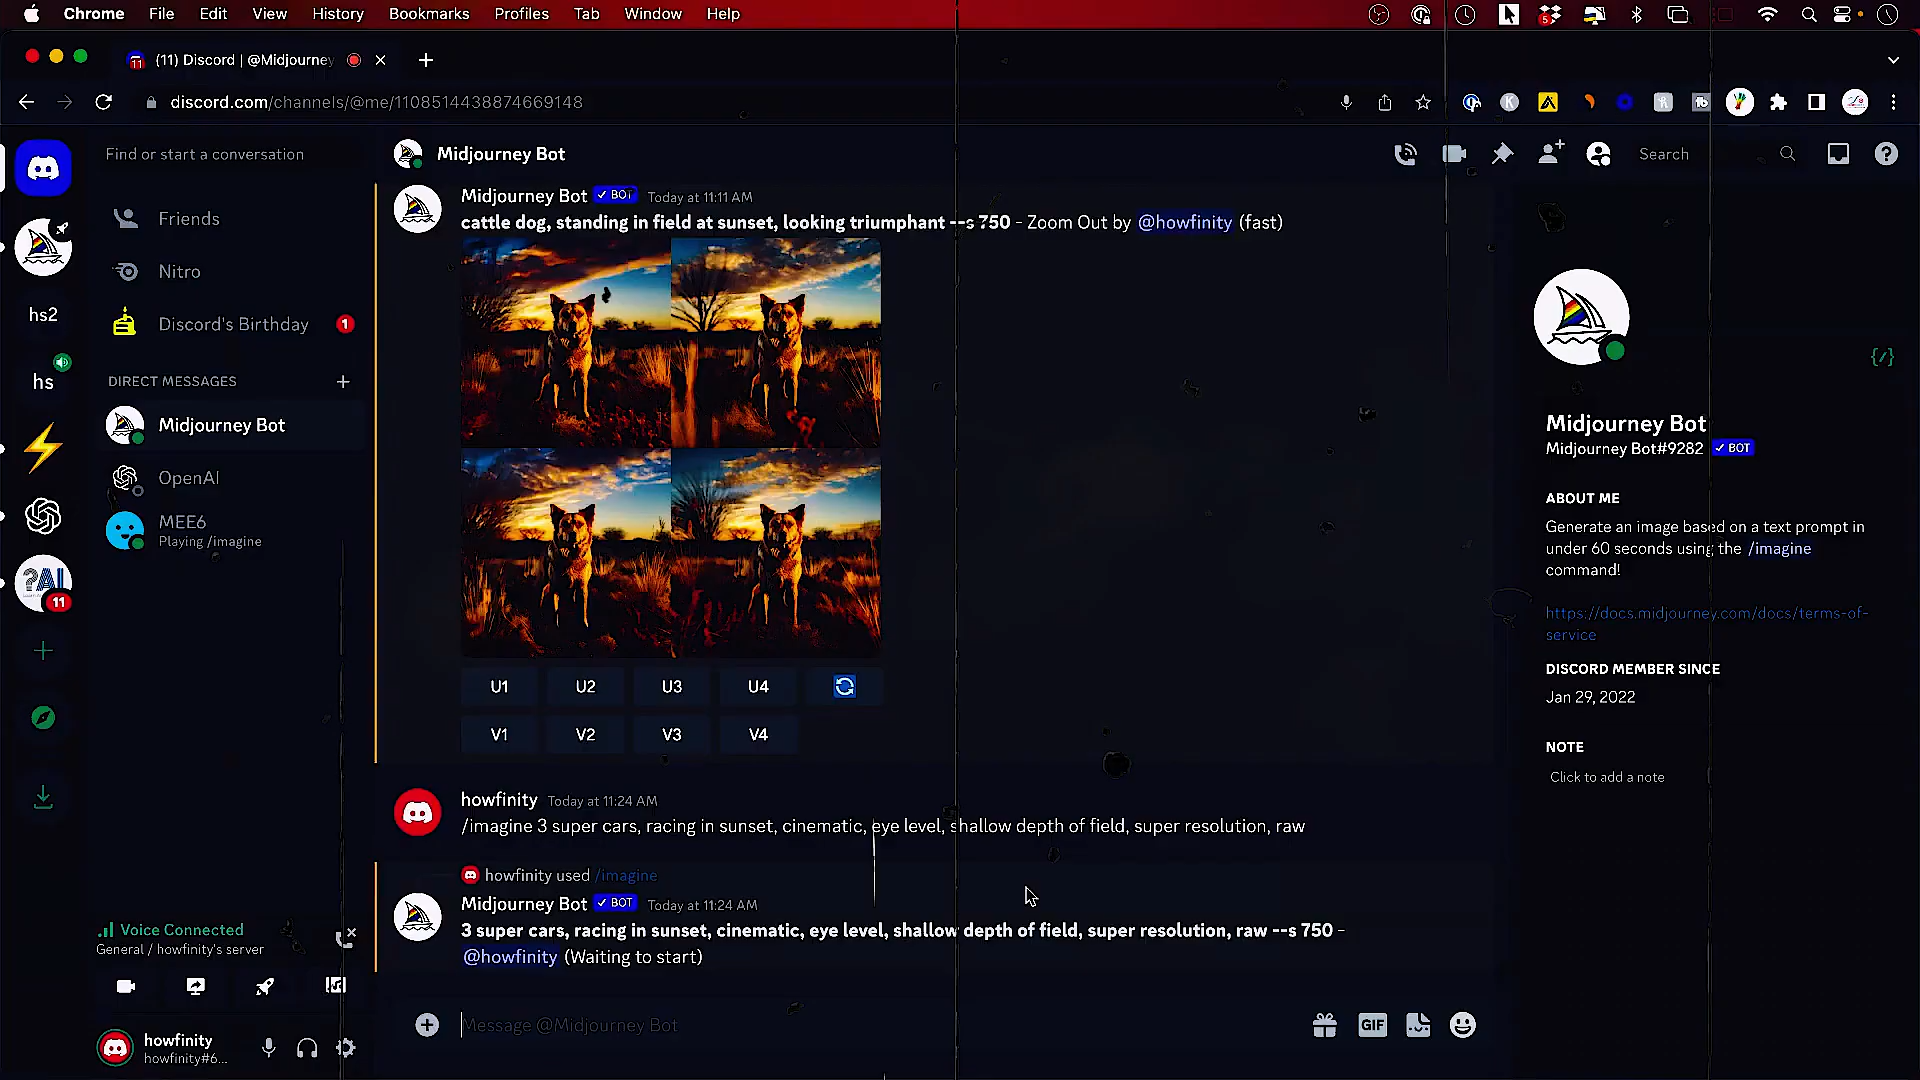 Chrome File Edit View History Bookmarks Profiles Tab Window Help
5
(11) Discord | @Midjourney
11
discord.com/channels/@me/1108514438874669148
Find or start a conversation
Midjourney Bot
Search
Friends
Nitro
Discord's Birthday 1
DIRECT MESSAGES
Midjourney Bot
OpenAI
MEE6
Playing /imagine
hs2
hs
?AI
11
Midjourney Bot ✓ BOT Today at 11:11 AM
cattle dog, standing in field at sunset, looking triumphant --s 750 - Zoom Out by @howfinity (fast)
U1 U2 U3 U4
V1 V2 V3 V4
howfinity Today at 11:24 AM
/imagine 3 super cars, racing in sunset, cinematic, eye level, shallow depth of field, super resolution, raw
howfinity used /imagine
Midjourney Bot ✓ BOT Today at 11:24 AM
3 super cars, racing in sunset, cinematic, eye level, shallow depth of field, super resolution, raw --s 750 -
@howfinity (Waiting to start)
Message @Midjourney Bot
GIF
Voice Connected
General / howfinity's server
howfinity
howfinity#6...
Midjourney Bot
Midjourney Bot#9282 ✓ BOT
ABOUT ME
Generate an image based on a text prompt in
under 60 seconds using the /imagine
command!
https://docs.midjourney.com/docs/terms-of-
service
DISCORD MEMBER SINCE
Jan 29, 2022
NOTE
Click to add a note